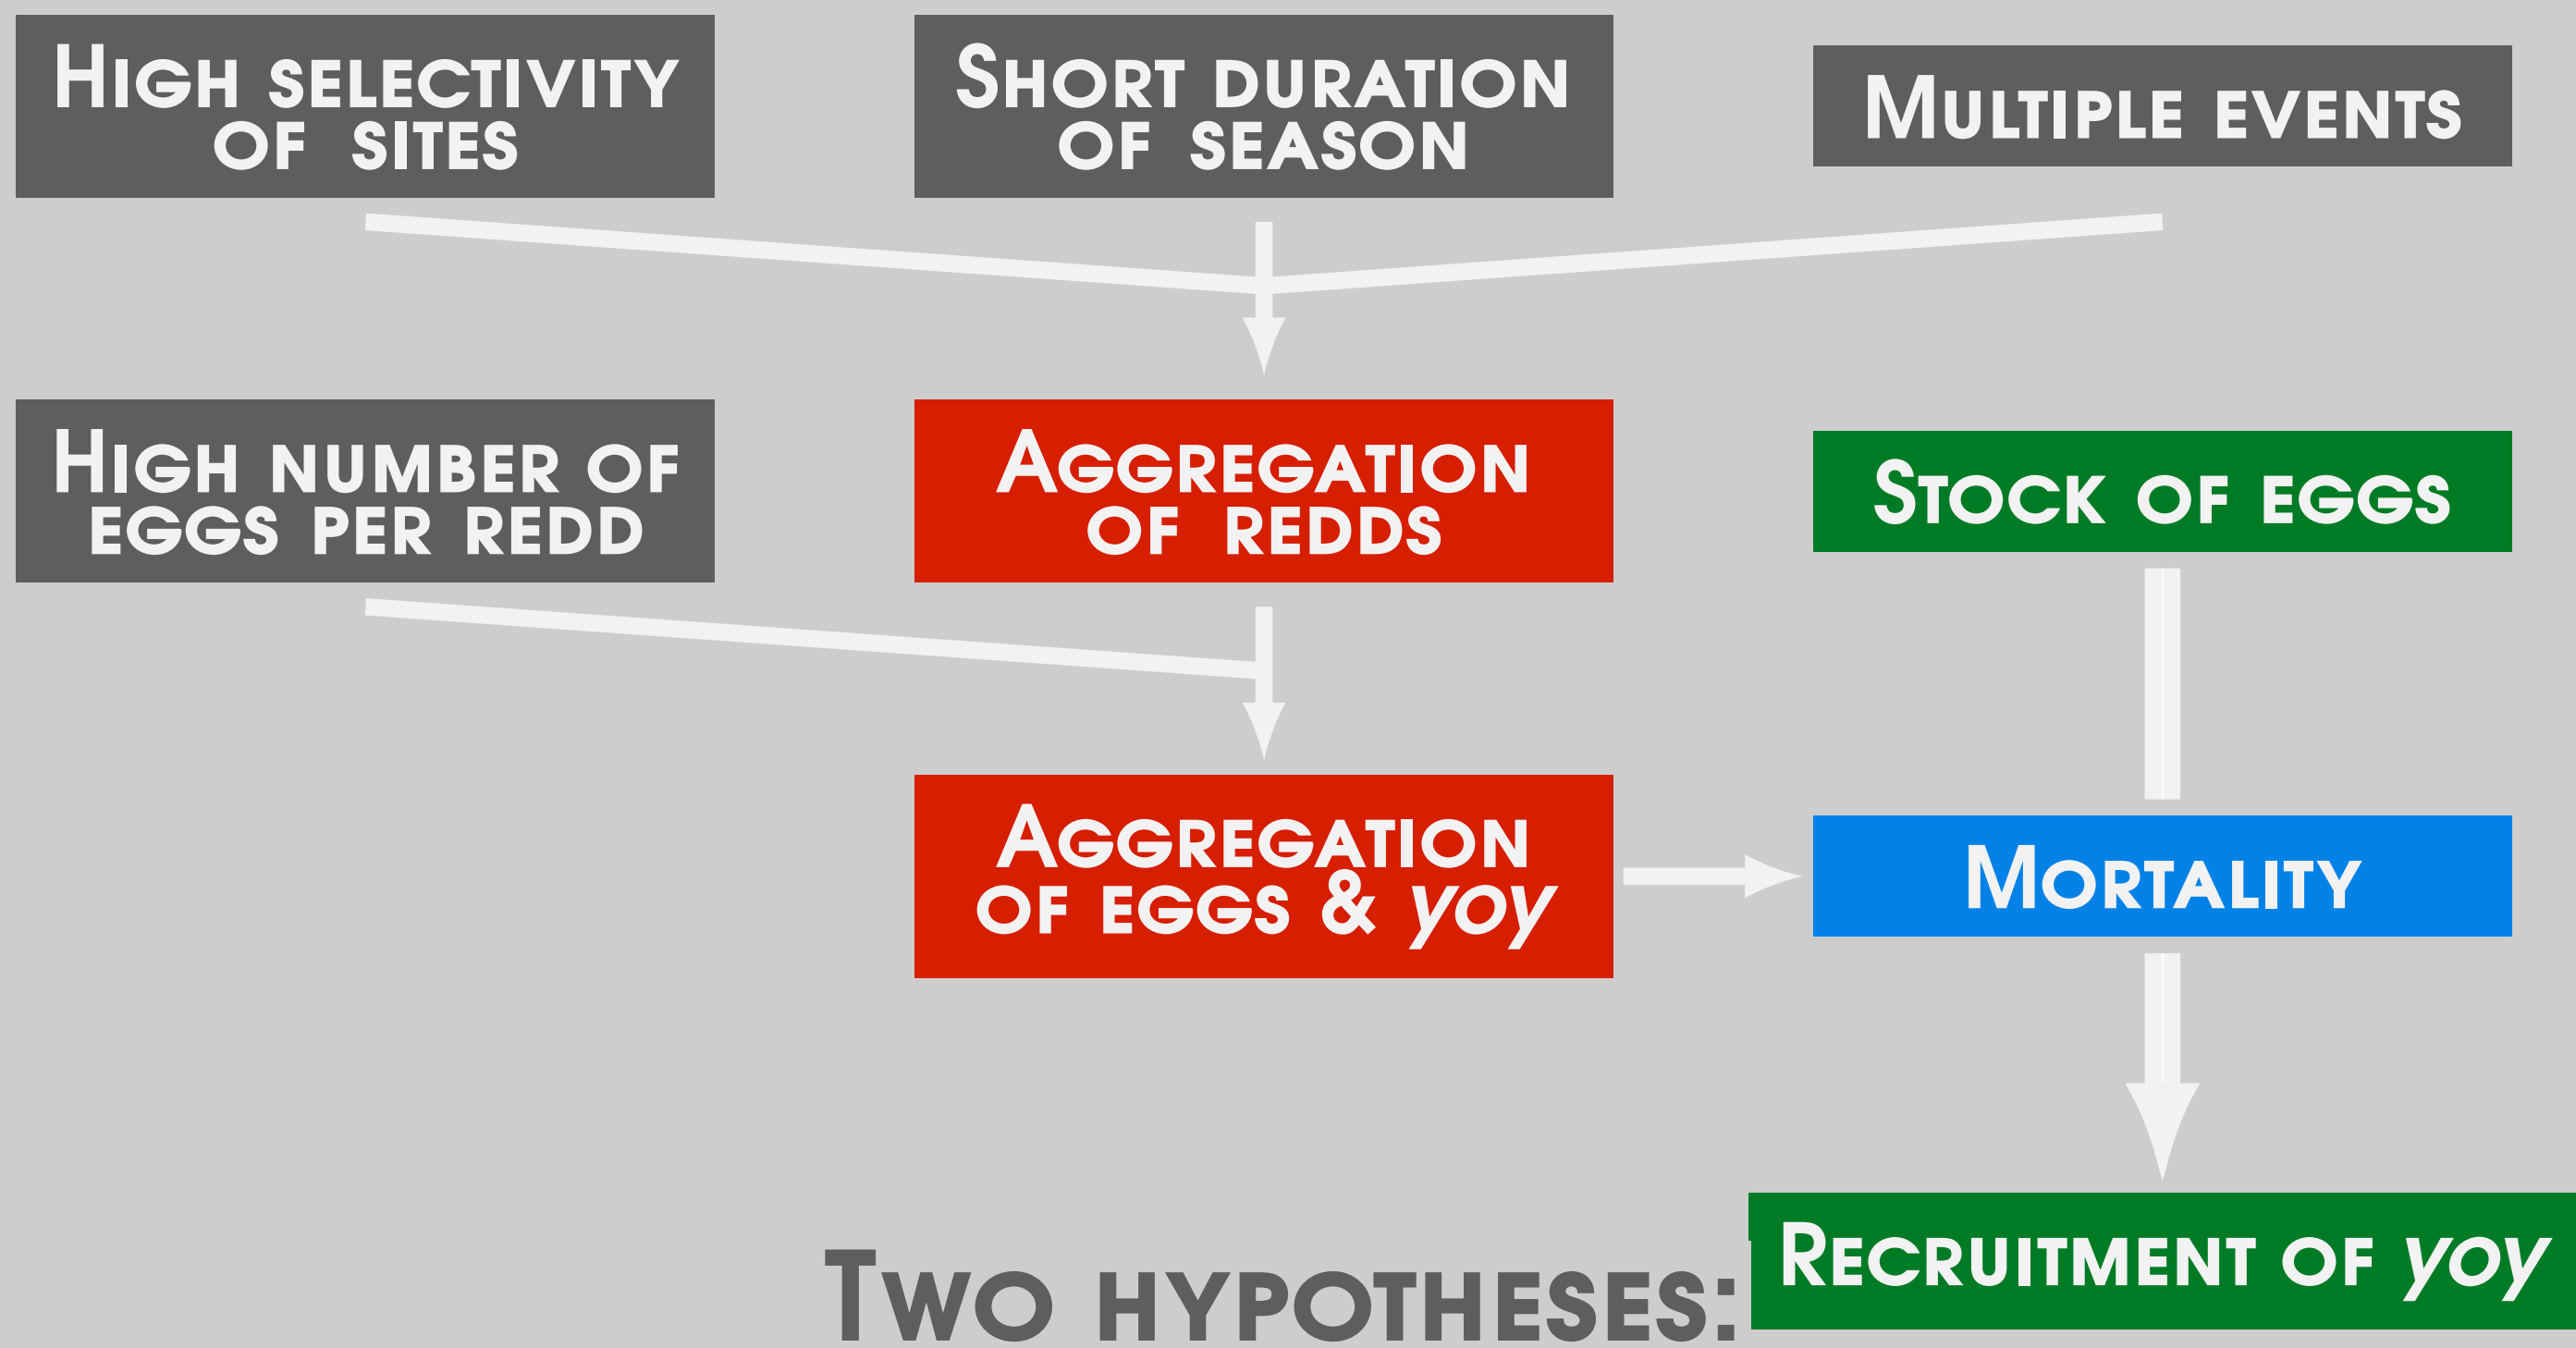 High selectivity
of sites
Short duration
of season
Multiple events
High number of
eggs per redd
Aggregation
of redds
Stock of eggs
Aggregation
of eggs & yoy
Mortality
Recruitment of yoy
Two hypotheses: